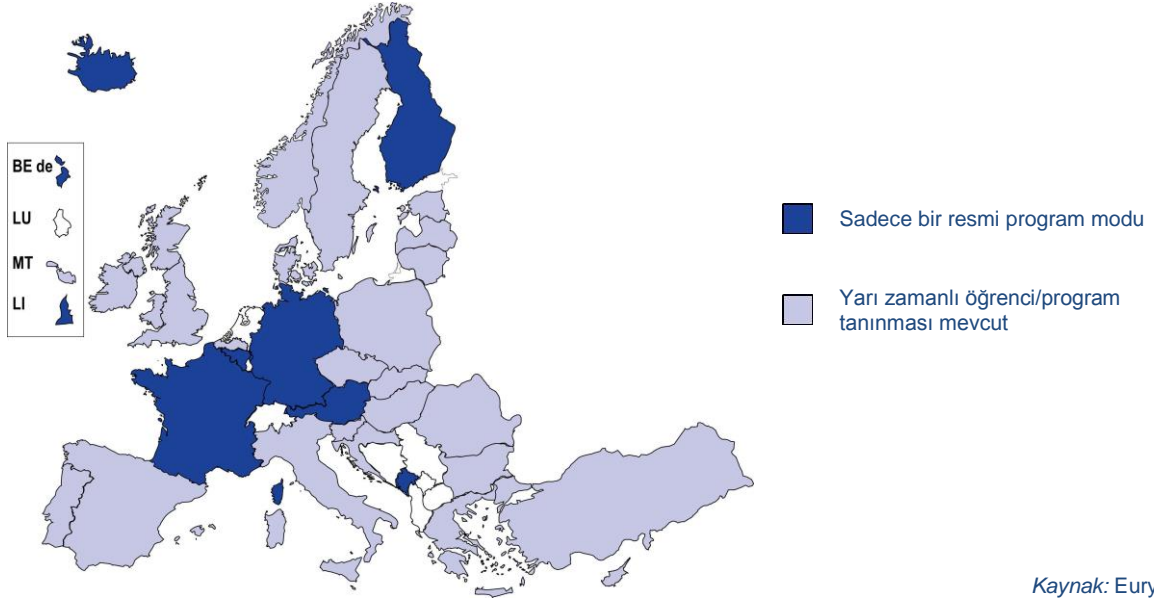 BE de
LU
MT
LI
Sadece bir resmi program modu
Yarı zamanlı öğrenci/program
tanınması mevcut
Kaynak: Eury